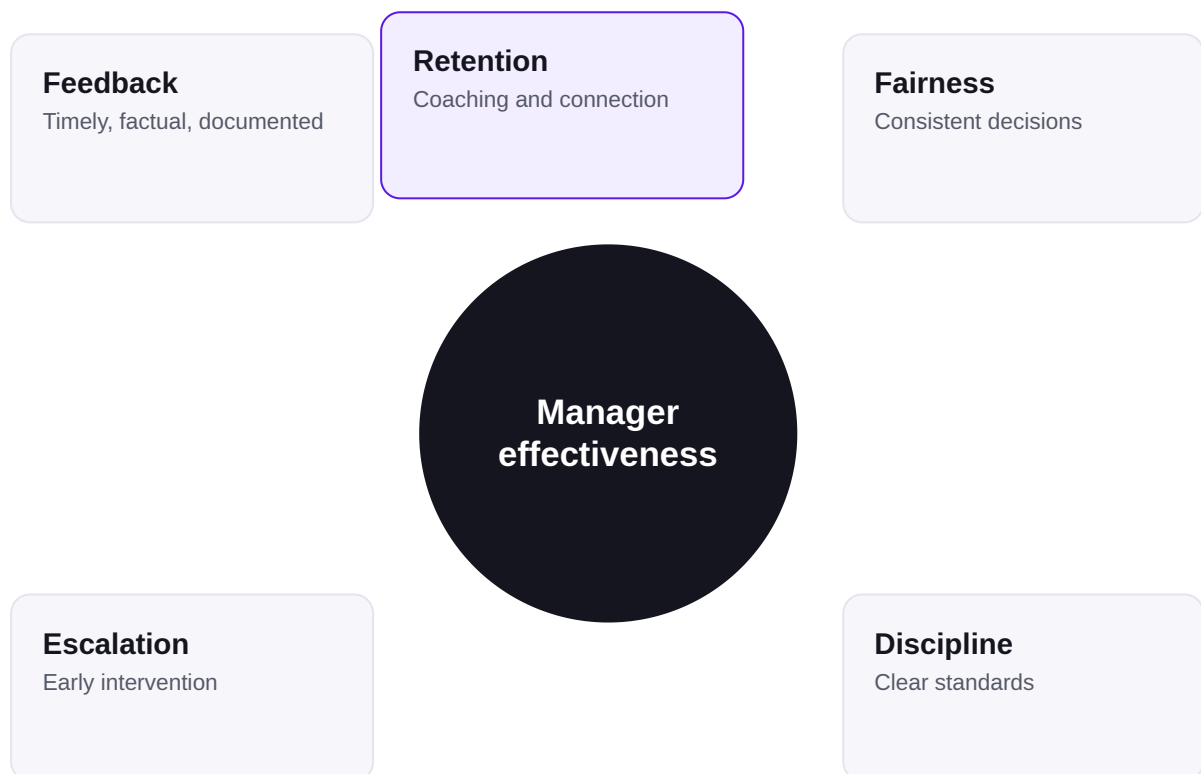 Feedback
Timely, factual, documented
Retention
Coaching and connection
Fairness
Consistent decisions
Manager
effectiveness
Escalation
Early intervention
Discipline
Clear standards